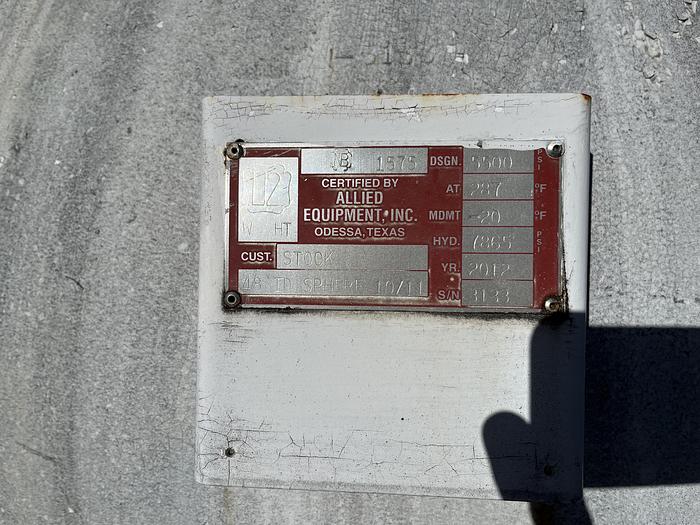 NB 1575
U2
W HT
CERTIFIED BY
ALLIED
EQUIPMENT, INC.
ODESSA, TEXAS
CUST. STOCK
48 ID SPHERE 10/11
DSGN. 5500 PSI
AT 287 °F
MDMT -20 °F
HYD. 7865 PSI
YR. 2012
S/N 3133